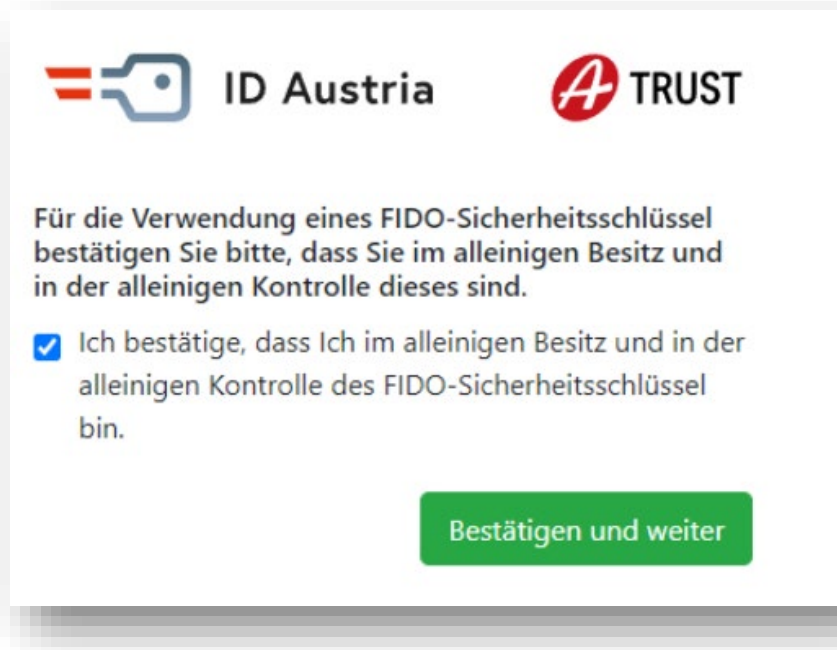 ID Austria
A TRUST
Für die Verwendung eines FIDO-Sicherheitsschlüssel
bestätigen Sie bitte, dass Sie im alleinigen Besitz und
in der alleinigen Kontrolle dieses sind.
Ich bestätige, dass Ich im alleinigen Besitz und in der
alleinigen Kontrolle des FIDO-Sicherheitsschlüssel
bin.
Bestätigen und weiter